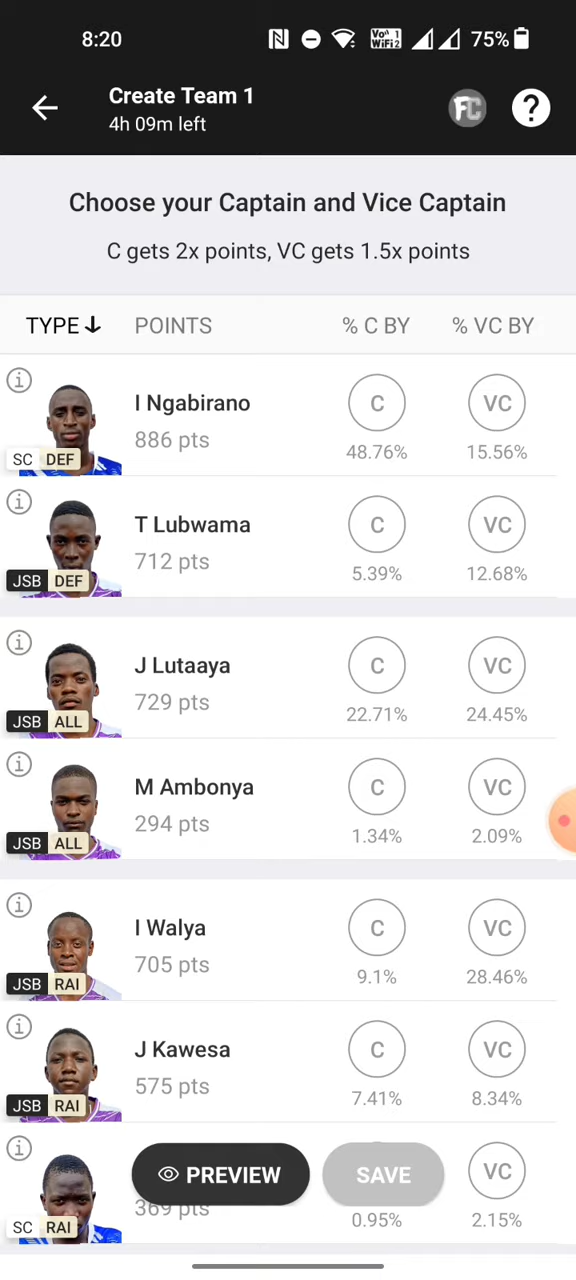 8:20
Vo 1
WiFi2
75%
Create Team 1
4h 09m left
FC
?
Choose your Captain and Vice Captain
C gets 2x points, VC gets 1.5x points
TYPE POINTS % C BY % VC BY
I Ngabirano
886 pts
C VC
48.76% 15.56%
SC DEF
T Lubwama
712 pts
C VC
5.39% 12.68%
JSB DEF
J Lutaaya
729 pts
C VC
22.71% 24.45%
JSB ALL
M Ambonya
294 pts
C VC
1.34% 2.09%
JSB ALL
I Walya
705 pts
C VC
9.1% 28.46%
JSB RAI
J Kawesa
575 pts
C VC
7.41% 8.34%
JSB RAI
PREVIEW SAVE VC
369 pts
0.95% 2.15%
SC RAI